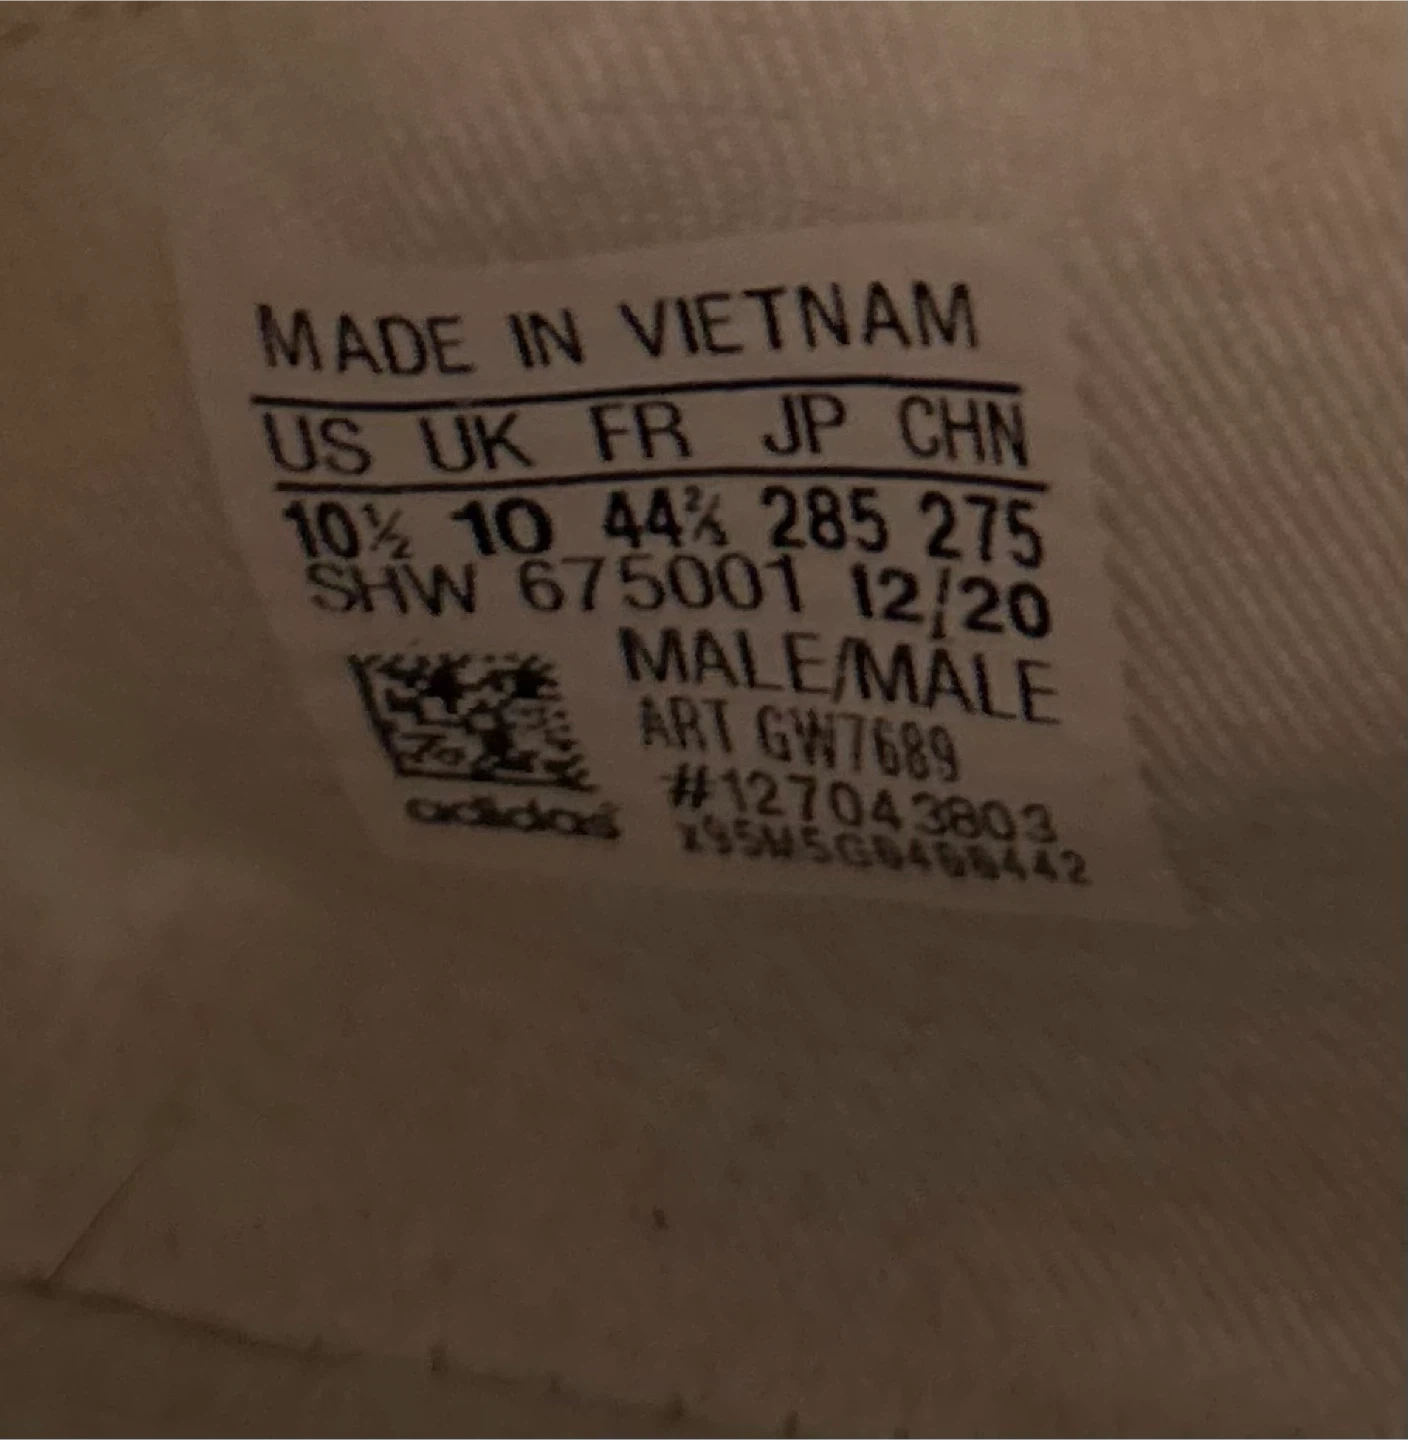 MADE IN VIETNAM
US UK FR JP CHN
10½ 10 44⅔ 285 275
SHW 675001 12/20
MALE/MÂLE
ART GW7689
#127043803
adidas